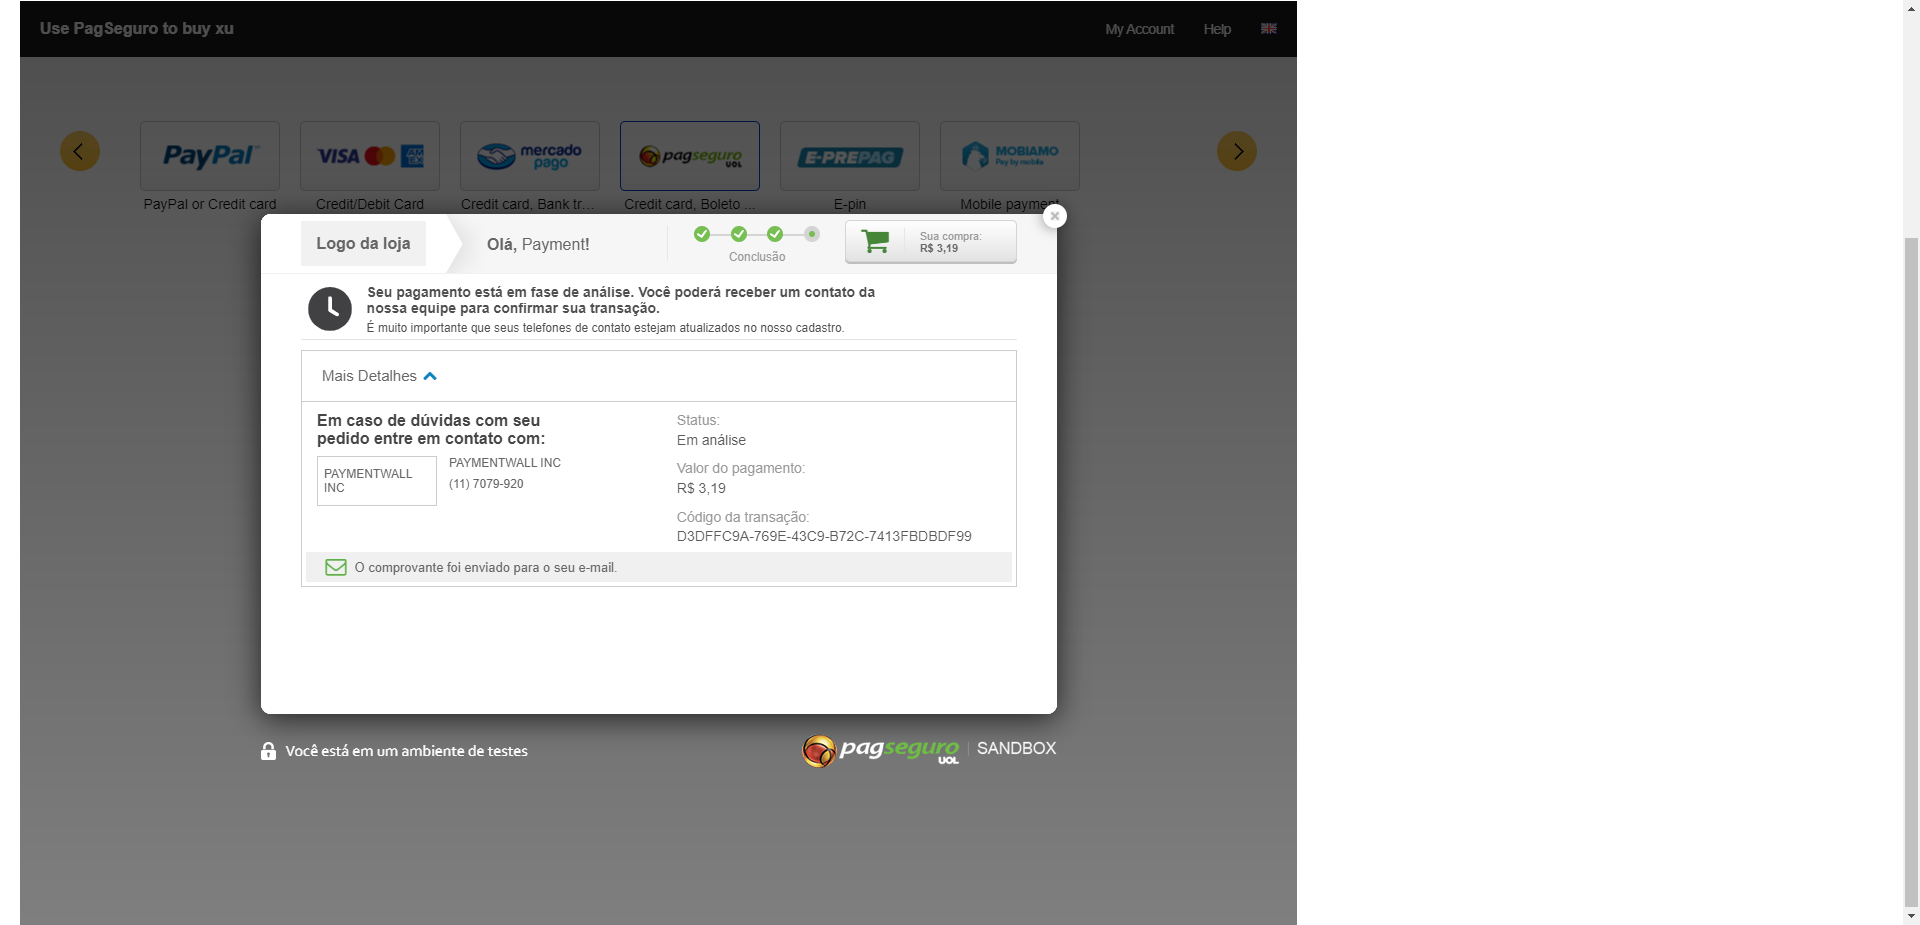 Use PagSeguro to buy xu
My Account
Help
PayPal
VISA
AM
EX
mercado
pago
pagseguro
UOL
E-PREPAG
MOBIAMO
Pay by mobile
PayPal or Credit card
Credit/Debit Card
Credit card, Bank tr...
Credit card, Boleto ...
E-pin
Mobile payment
Logo da loja
Olá, Payment!
Conclusão
Sua compra:
R$ 3,19
Seu pagamento está em fase de análise. Você poderá receber um contato da
nossa equipe para confirmar sua transação.
É muito importante que seus telefones de contato estejam atualizados no nosso cadastro.
Mais Detalhes
Em caso de dúvidas com seu
pedido entre em contato com:
PAYMENTWALL
INC
PAYMENTWALL INC
(11) 7079-920
Status:
Em análise
Valor do pagamento:
R$ 3,19
Código da transação:
D3DFFC9A-769E-43C9-B72C-7413FBDBDF99
O comprovante foi enviado para o seu e-mail.
Você está em um ambiente de testes
pagseguro
UOL
SANDBOX